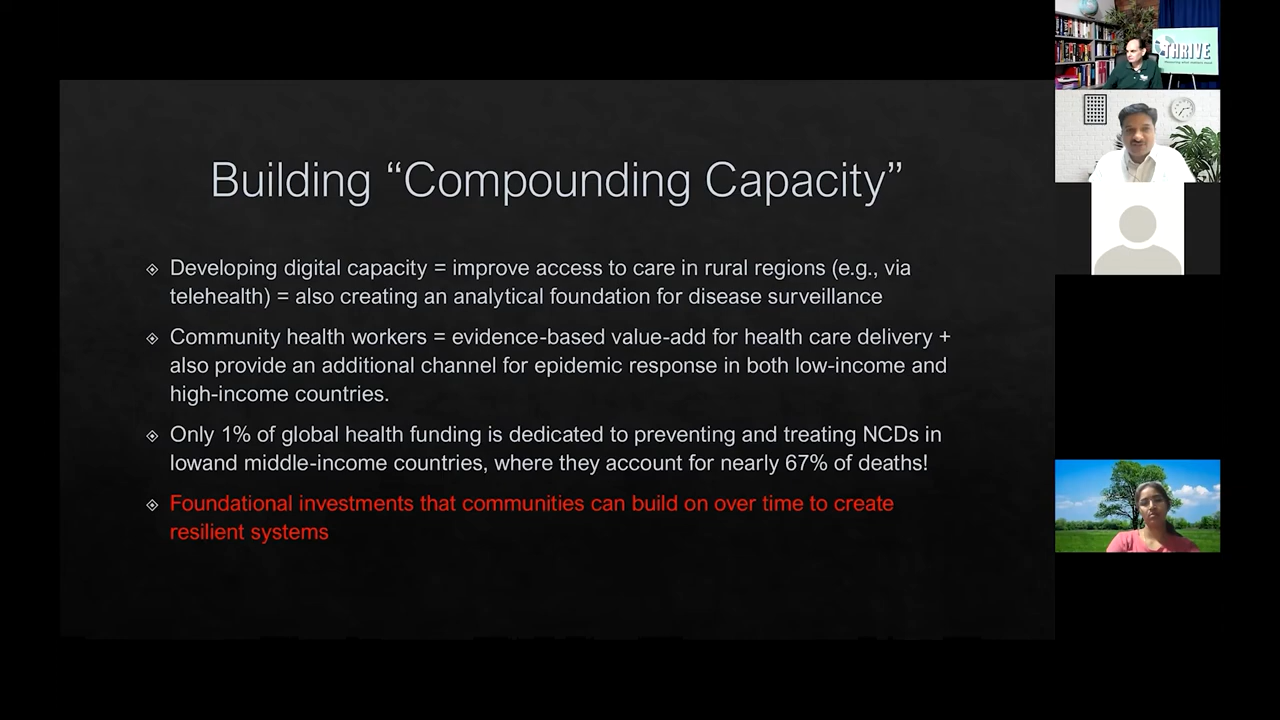 Building “Compounding Capacity”
Developing digital capacity = improve access to care in rural regions (e.g., via
telehealth) = also creating an analytical foundation for disease surveillance
Community health workers = evidence-based value-add for health care delivery +
also provide an additional channel for epidemic response in both low-income and
high-income countries.
Only 1% of global health funding is dedicated to preventing and treating NCDs in
lowand middle-income countries, where they account for nearly 67% of deaths!
Foundational investments that communities can build on over time to create
resilient systems
THRIVE